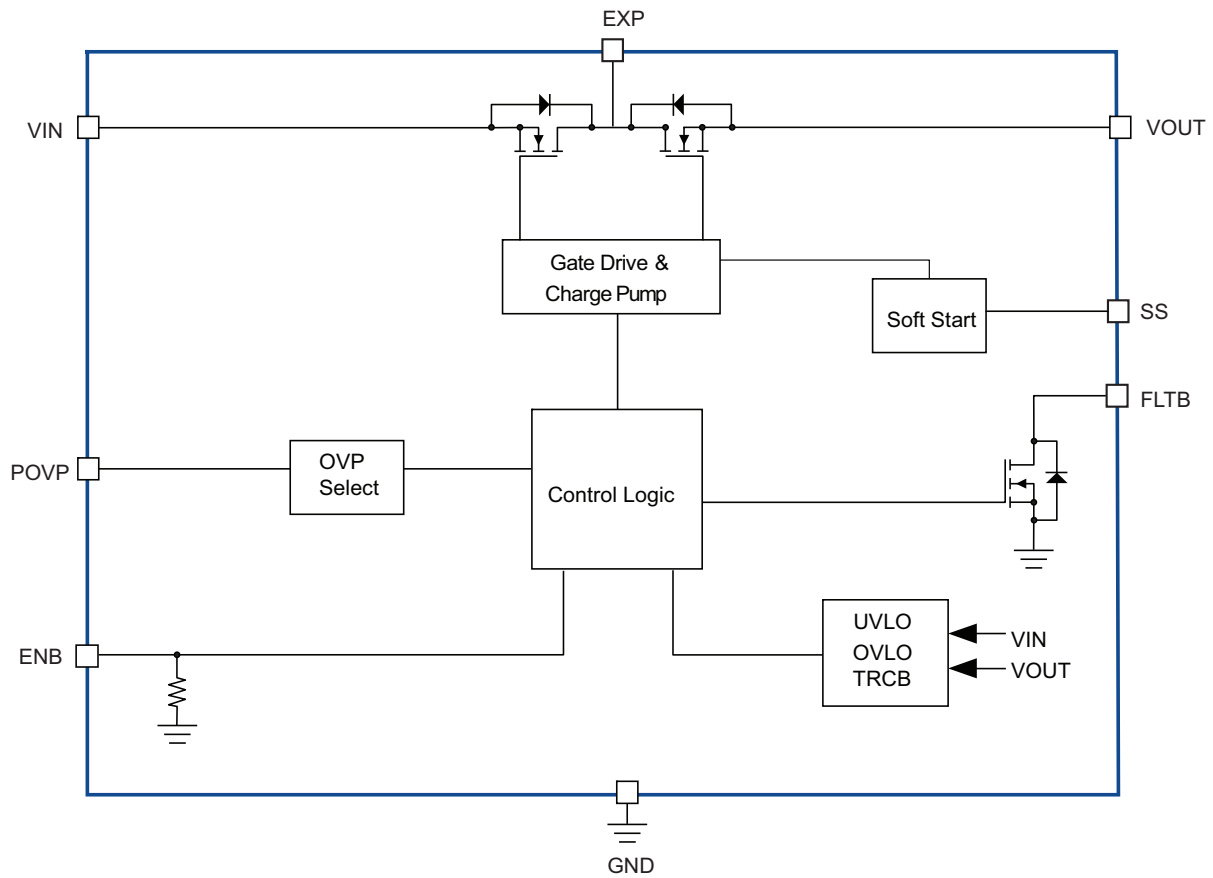 EXP
VIN
VOUT
Gate Drive &
Charge Pump
Soft Start
SS
FLTB
POVP
OVP
Select
Control Logic
ENB
UVLO
OVLO
TRCB
VIN
VOUT
GND